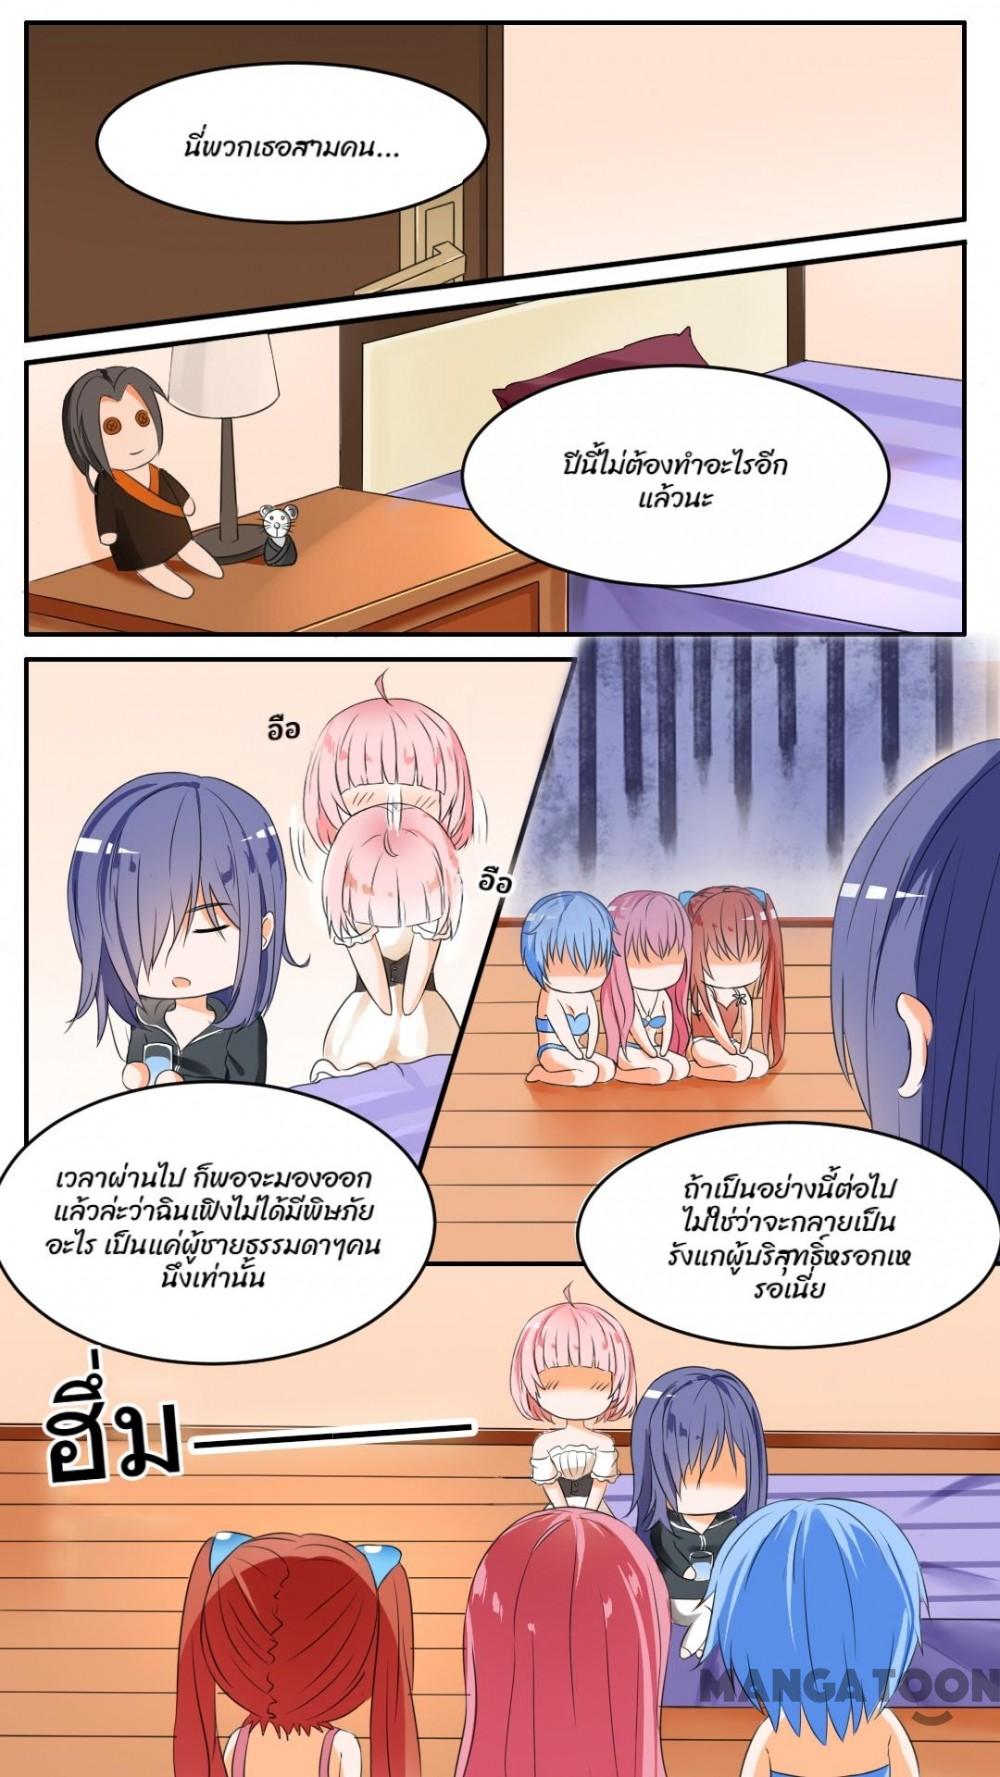 นี่พวกเธอสามคน...
ปีนี้ไม่ต้องทำอะไรอีก
แล้วนะ
อือ
อือ
เวลาผ่านไป ก็พอจะมองออก
แล้วล่ะว่าฉินเฟิงไม่ได้มีพิษภัย
อะไร เป็นแค่ผู้ชายธรรมดาๆคน
นึงเท่านั้น
ถ้าเป็นอย่างนี้ต่อไป
ไม่ใช่ว่าจะกลายเป็น
รังแกผู้บริสุทธิ์หรอกเห
รอเนี่ย
ฮึ่ม
MANGATOON